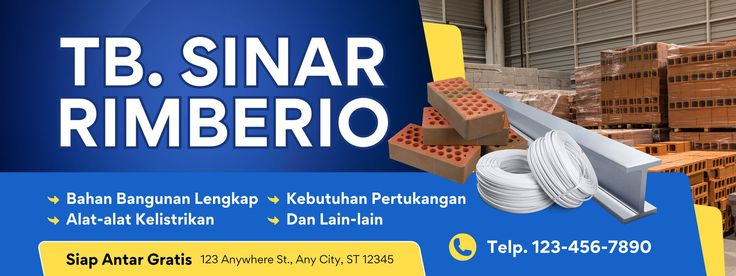 TB. SINAR
RIMBERIO
Bahan Bangunan Lengkap
Alat-alat Kelistrikan
Kebutuhan Pertukangan
Dan Lain-lain
Siap Antar Gratis 123 Anywhere St., Any City, ST 12345
Telp. 123-456-7890